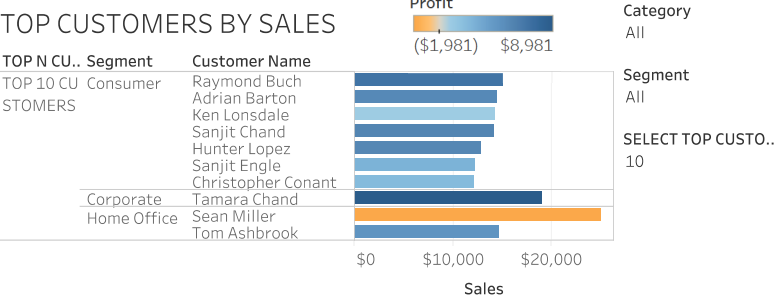 Profit
TOP CUSTOMERS BY SALES
($1,981) $8,981
Category
All
Segment
All
SELECT TOP CUSTO..
10
TOP N CU.. Segment Customer Name
TOP 10 CU
STOMERS
Consumer
Raymond Buch
Adrian Barton
Ken Lonsdale
Sanjit Chand
Hunter Lopez
Sanjit Engle
Christopher Conant
Corporate Tamara Chand
Home Office Sean Miller
Tom Ashbrook
$0 $10,000 $20,000
Sales